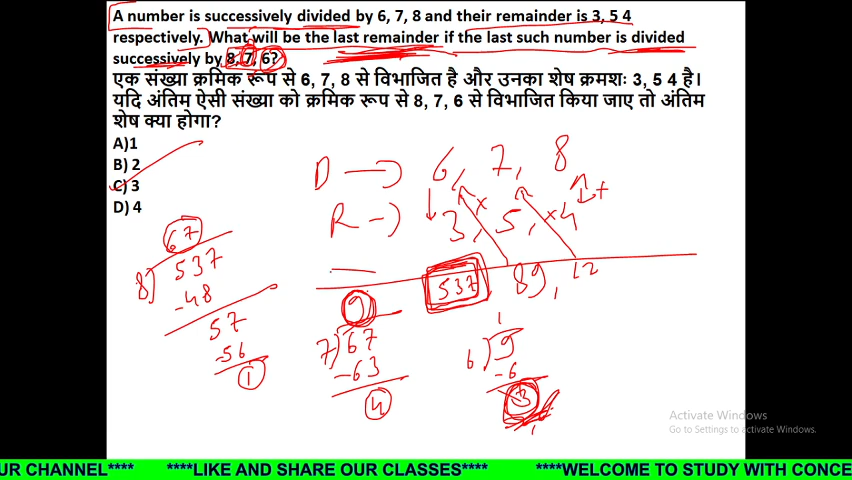 A number is successively divided by 6, 7, 8 and their remainder is 3, 5 4
respectively. What will be the last remainder if the last such number is divided
successively by 8, 7, 6?
एक संख्या क्रमिक रूप से 6, 7, 8 से विभाजित है और उनका शेष क्रमशः 3, 5 4 है।
यदि अंतिम ऐसी संख्या को क्रमिक रूप से 8, 7, 6 से विभाजित किया जाए तो अंतिम
शेष क्या होगा?
A)1
B) 2
C) 3
D) 4
D → 6, 7, 8
R → 3, 5, 4
× × +
537, 89, 12
67
8) 537
-48
57
-56
1
9
7) 67
-63
4
1
6) 9
-6
3
Activate Windows
Go to Settings to activate Windows.
UR CHANNEL**** ****LIKE AND SHARE OUR CLASSES**** ****WELCOME TO STUDY WITH CONCE